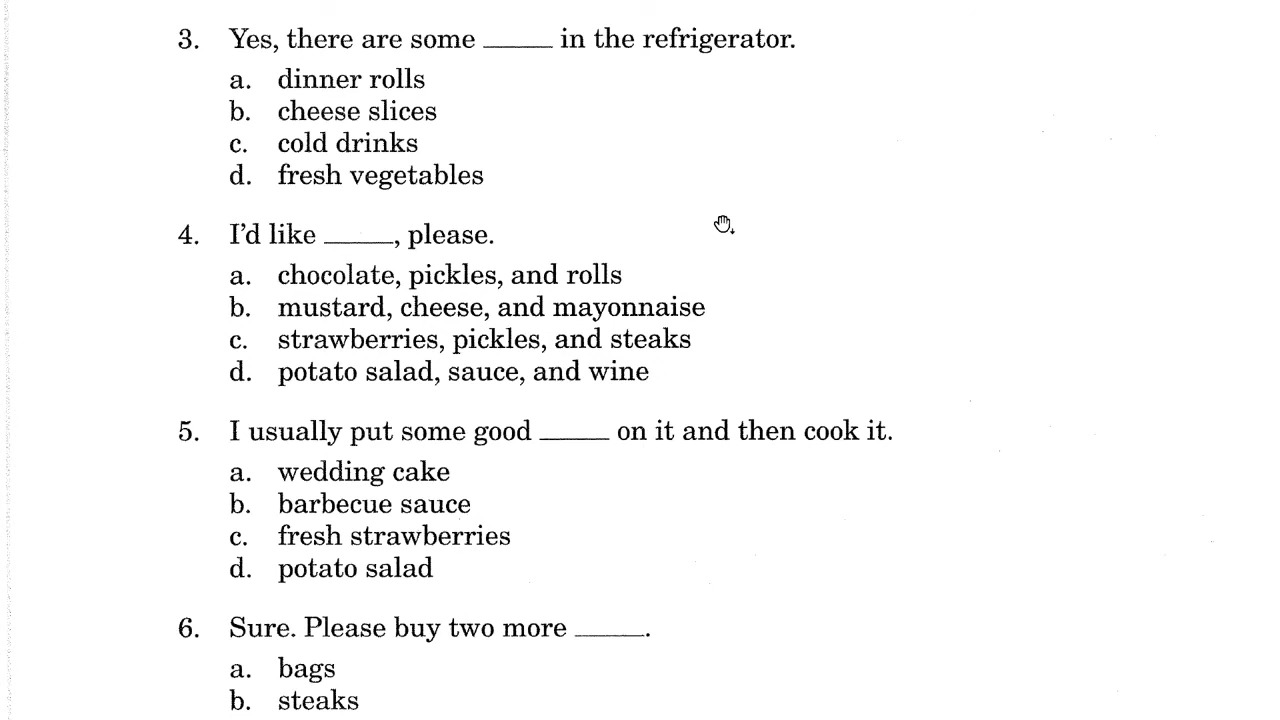 3. Yes, there are some _____ in the refrigerator.
a. dinner rolls
b. cheese slices
c. cold drinks
d. fresh vegetables
4. I’d like _____, please.
a. chocolate, pickles, and rolls
b. mustard, cheese, and mayonnaise
c. strawberries, pickles, and steaks
d. potato salad, sauce, and wine
5. I usually put some good _____ on it and then cook it.
a. wedding cake
b. barbecue sauce
c. fresh strawberries
d. potato salad
6. Sure. Please buy two more _____.
a. bags
b. steaks